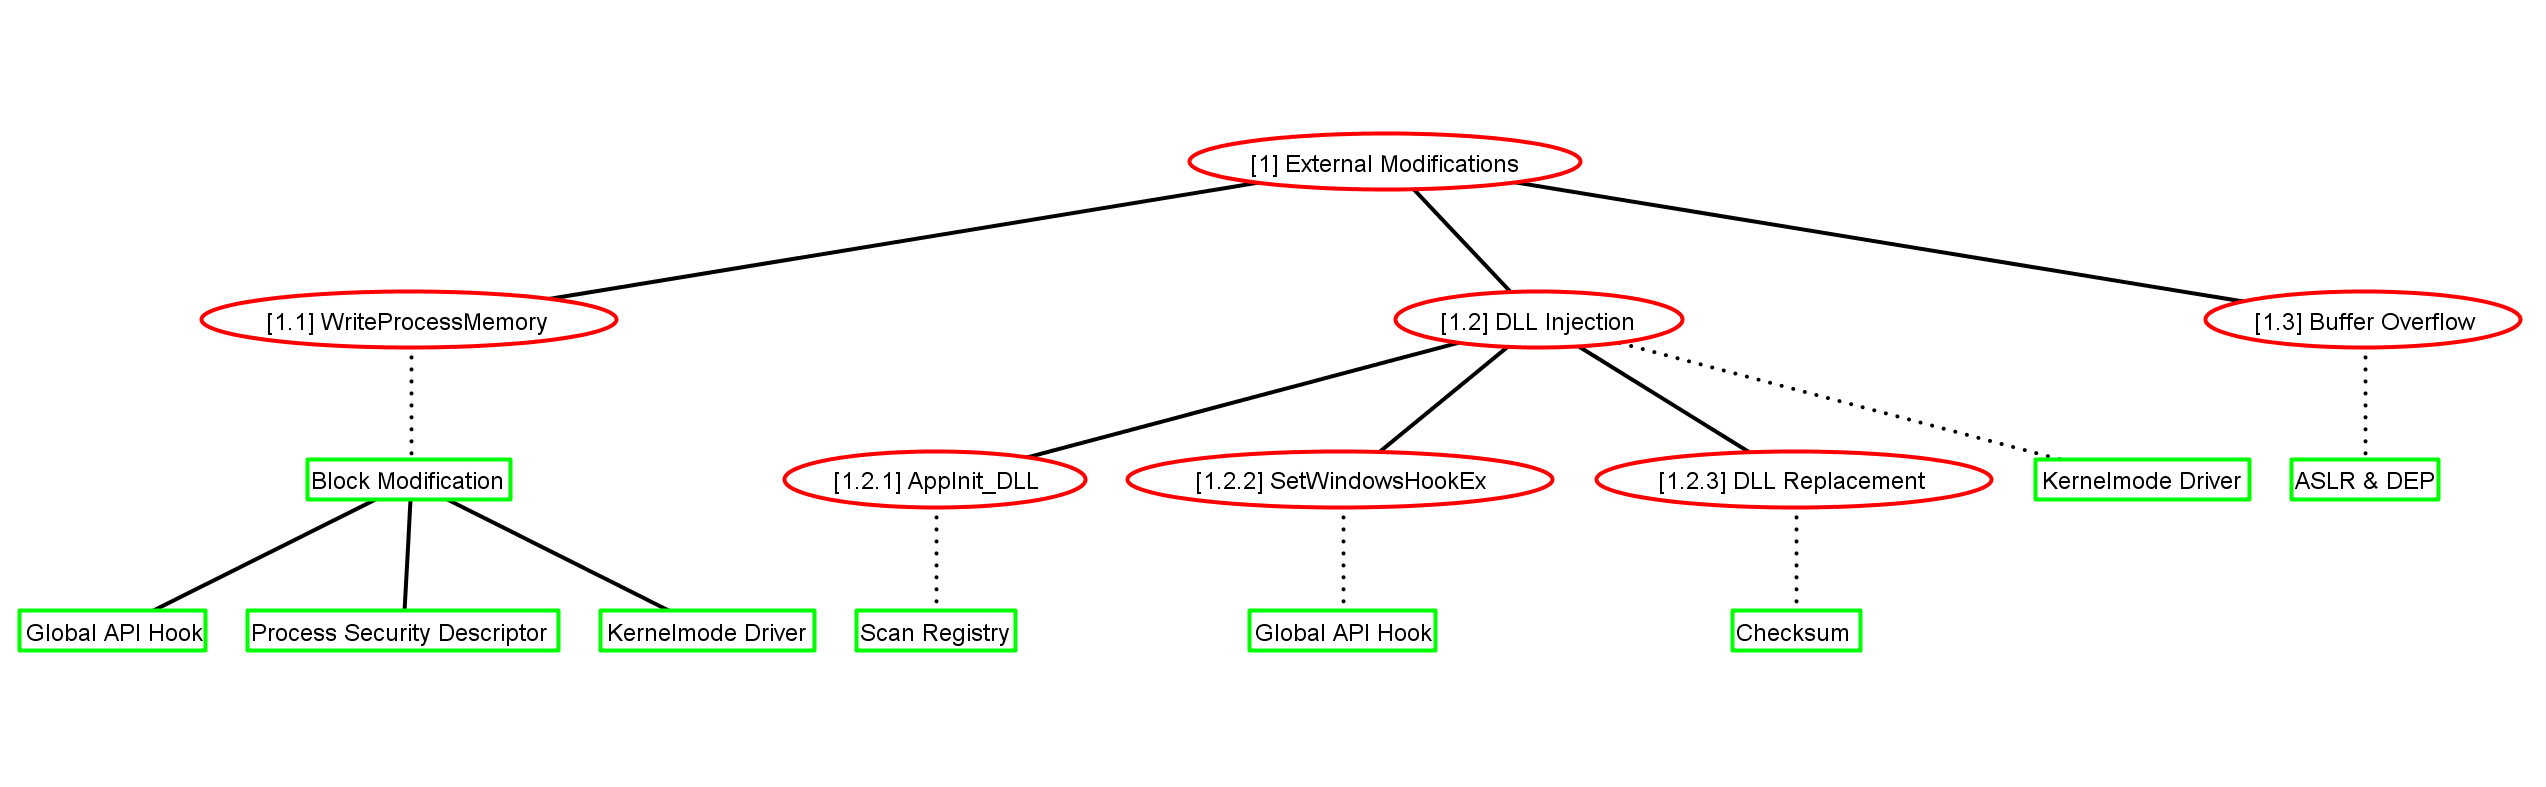 [1] External Modifications
[1.1] WriteProcessMemory
[1.2] DLL Injection
[1.3] Buffer Overflow
Block Modification
[1.2.1] AppInit_DLL
[1.2.2] SetWindowsHookEx
[1.2.3] DLL Replacement
Kernelmode Driver
ASLR & DEP
Global API Hook
Process Security Descriptor
Kernelmode Driver
Scan Registry
Global API Hook
Checksum